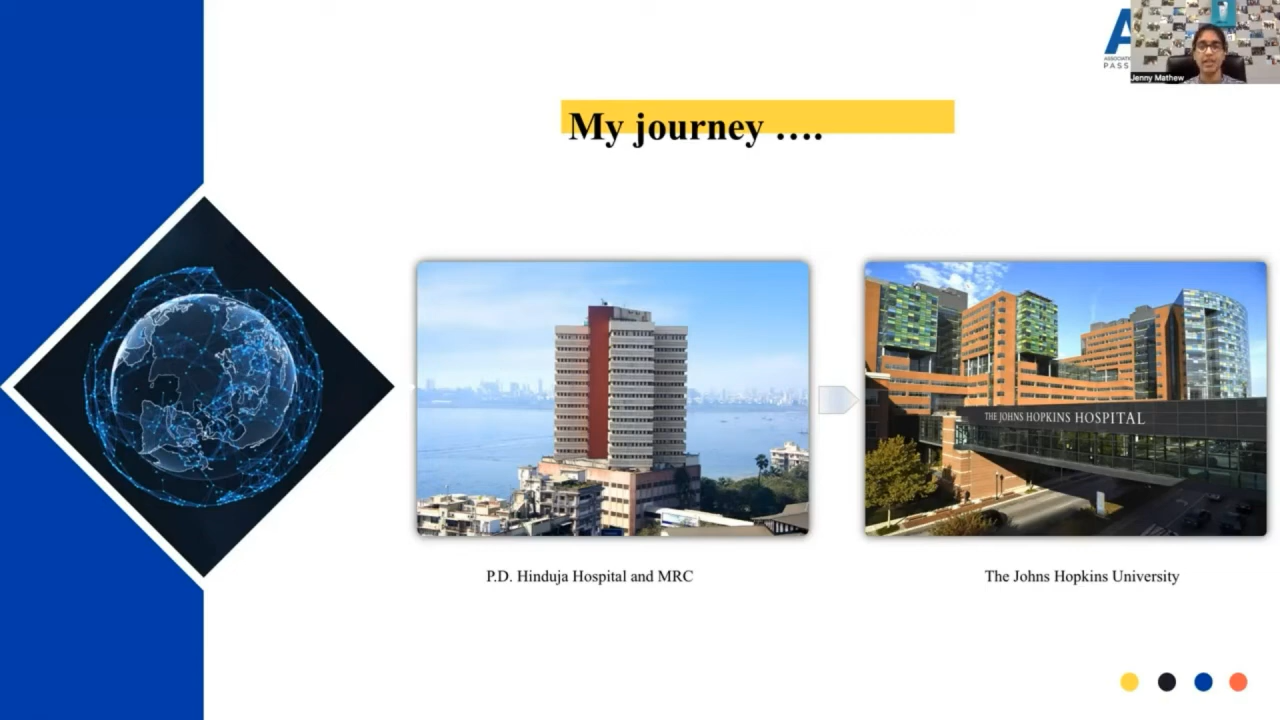 My journey ….
Jenny Mathew
THE JOHNS HOPKINS HOSPITAL
P.D. Hinduja Hospital and MRC
The Johns Hopkins University